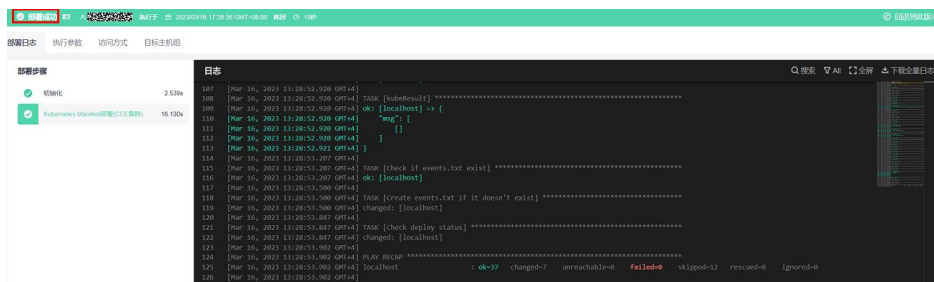 部署成功 #3 执行于 2023/03/16 17:28:36 GMT+08:00 耗时 18秒 回退到此版本
部署日志 执行参数 访问方式 目标主机组
部署步骤
初始化 2.539s
Kubernetes Manifest部署(CCE集群) 16.130s
日志 搜索 All 全屏 下载全量日志
107 [Mar 16, 2023 13:28:52.920 GMT+4]
108 [Mar 16, 2023 13:28:52.920 GMT+4] TASK [kubeResult] **************************************************************
109 [Mar 16, 2023 13:28:52.920 GMT+4] ok: [localhost] => {
110 [Mar 16, 2023 13:28:52.920 GMT+4] "msg": [
111 [Mar 16, 2023 13:28:52.920 GMT+4] []
112 [Mar 16, 2023 13:28:52.920 GMT+4] ]
113 [Mar 16, 2023 13:28:52.921 GMT+4] }
114 [Mar 16, 2023 13:28:53.207 GMT+4]
115 [Mar 16, 2023 13:28:53.207 GMT+4] TASK [Check if events.txt exist] ***********************************************
116 [Mar 16, 2023 13:28:53.207 GMT+4] ok: [localhost]
117 [Mar 16, 2023 13:28:53.500 GMT+4]
118 [Mar 16, 2023 13:28:53.500 GMT+4] TASK [Create events.txt if it doesn't exist] ***********************************
119 [Mar 16, 2023 13:28:53.500 GMT+4] changed: [localhost]
120 [Mar 16, 2023 13:28:53.847 GMT+4]
121 [Mar 16, 2023 13:28:53.847 GMT+4] TASK [Check deploy status] *****************************************************
122 [Mar 16, 2023 13:28:53.847 GMT+4] changed: [localhost]
123 [Mar 16, 2023 13:28:53.902 GMT+4]
124 [Mar 16, 2023 13:28:53.902 GMT+4] PLAY RECAP *********************************************************************
125 [Mar 16, 2023 13:28:53.902 GMT+4] localhost : ok=37 changed=7 unreachable=0 failed=0 skipped=12 rescued=0 ignored=0
126 [Mar 16, 2023 13:28:53.902 GMT+4]